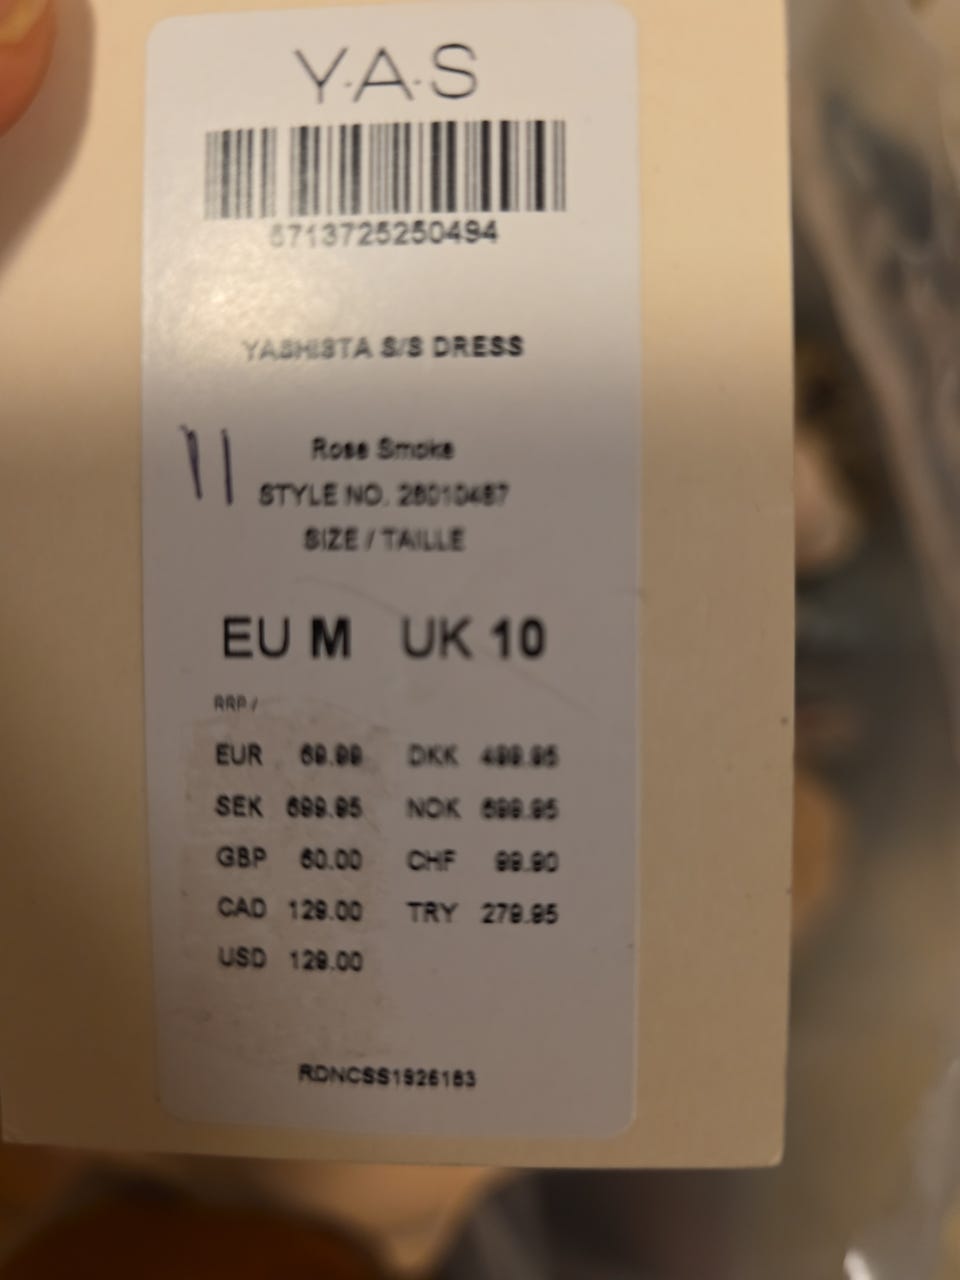 Y.A.S
5713725250494
YASHISTA S/S DRESS
11
Rose Smoke
STYLE NO. 26010487
SIZE / TAILLE
EU M UK 10
RRP /
EUR 69.99 DKK 499.95
SEK 699.95 NOK 699.95
GBP 60.00 CHF 99.90
CAD 129.00 TRY 279.95
USD 129.00
RDNCSS1925163